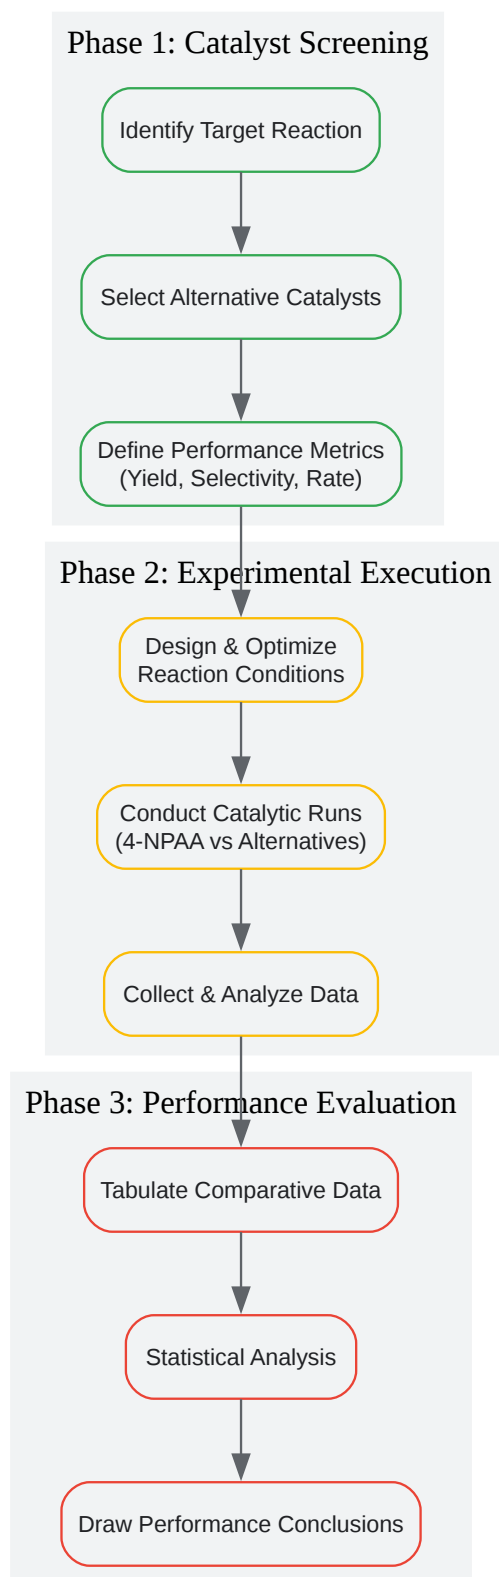 Phase 1: Catalyst Screening
Identify Target Reaction
Select Alternative Catalysts
Define Performance Metrics
(Yield, Selectivity, Rate)
Phase 2: Experimental Execution
Design & Optimize
Reaction Conditions
Conduct Catalytic Runs
(4-NPAA vs Alternatives)
Collect & Analyze Data
Phase 3: Performance Evaluation
Tabulate Comparative Data
Statistical Analysis
Draw Performance Conclusions